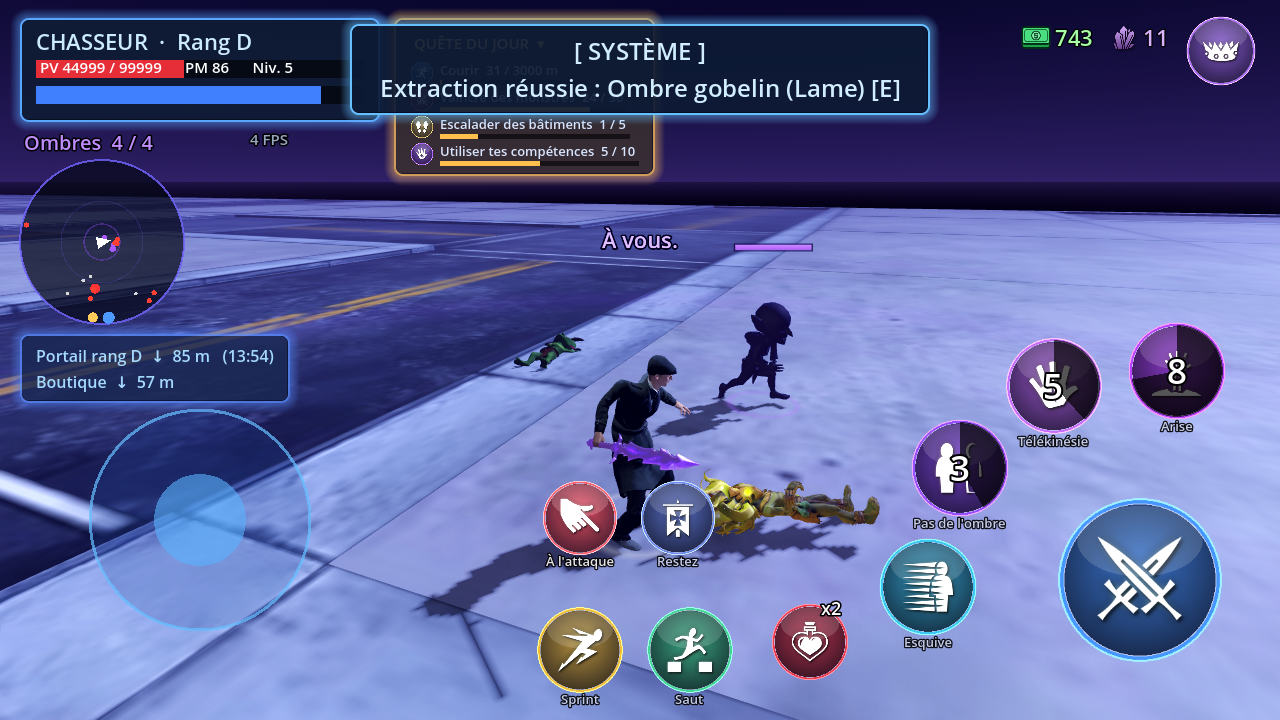 CHASSEUR · Rang D
PV 44999 / 99999 PM 86 Niv. 5
QUÊTE DU JOUR ▼
Courir 31 / 3000 m
[ SYSTÈME ]
Extraction réussie : Ombre gobelin (Lame) [E]
Escalader des bâtiments 1 / 5
Utiliser tes compétences 5 / 10
743
11
Ombres 4 / 4
4 FPS
À vous.
Portail rang D ↓ 85 m (13:54)
Boutique ↓ 57 m
5
Télékinésie
8
Arise
3
Pas de l'ombre
À l'attaque
Restez
Esquive
x2
Sprint
Saut